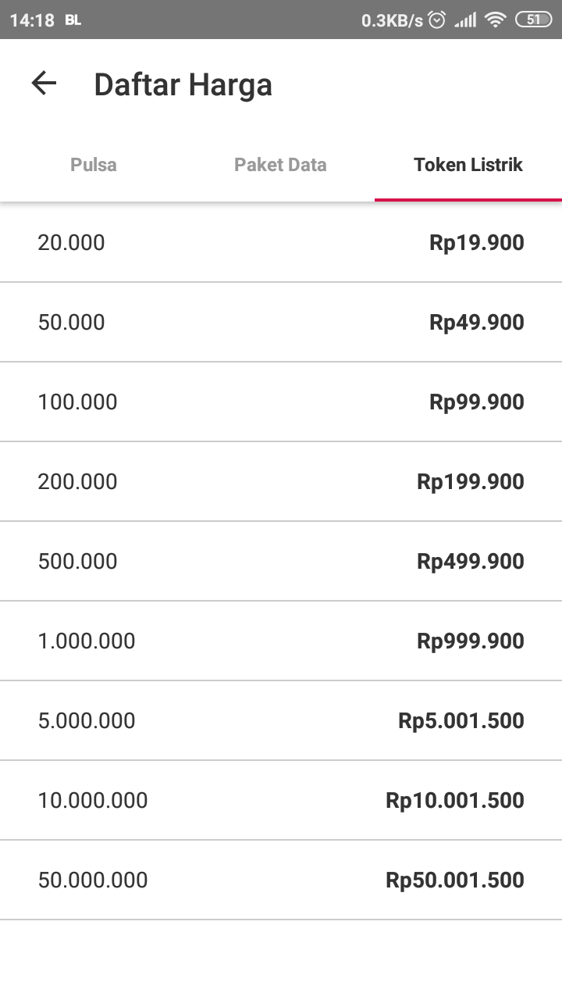 14:18 BL 0.3KB/s 51
Daftar Harga
Pulsa Paket Data Token Listrik
20.000 Rp19.900
50.000 Rp49.900
100.000 Rp99.900
200.000 Rp199.900
500.000 Rp499.900
1.000.000 Rp999.900
5.000.000 Rp5.001.500
10.000.000 Rp10.001.500
50.000.000 Rp50.001.500